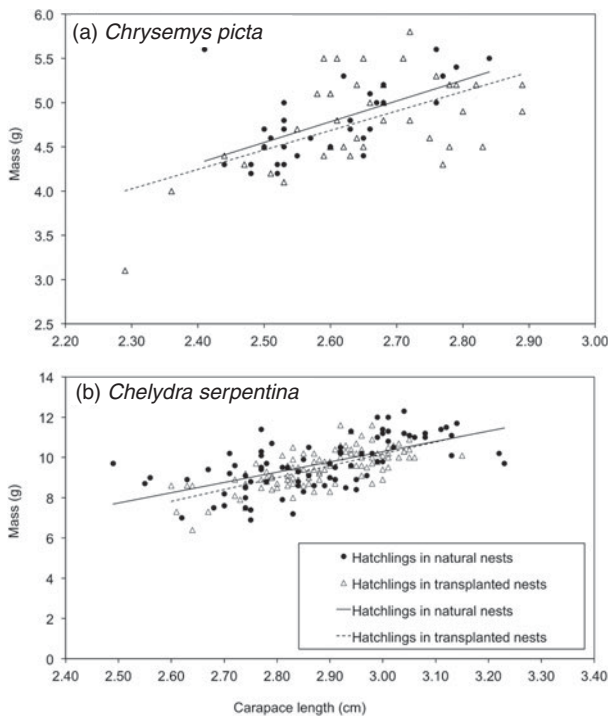 (a) Chrysemys picta
Mass (g)
6.0
5.5
5.0
4.5
4.0
3.5
3.0
2.5
2.20 2.30 2.40 2.50 2.60 2.70 2.80 2.90 3.00
(b) Chelydra serpentina
Mass (g)
14
12
10
8
6
4
2
0
Hatchlings in natural nests
Hatchlings in transplanted nests
Hatchlings in natural nests
Hatchlings in transplanted nests
2.40 2.50 2.60 2.70 2.80 2.90 3.00 3.10 3.20 3.30
Carapace length (cm)